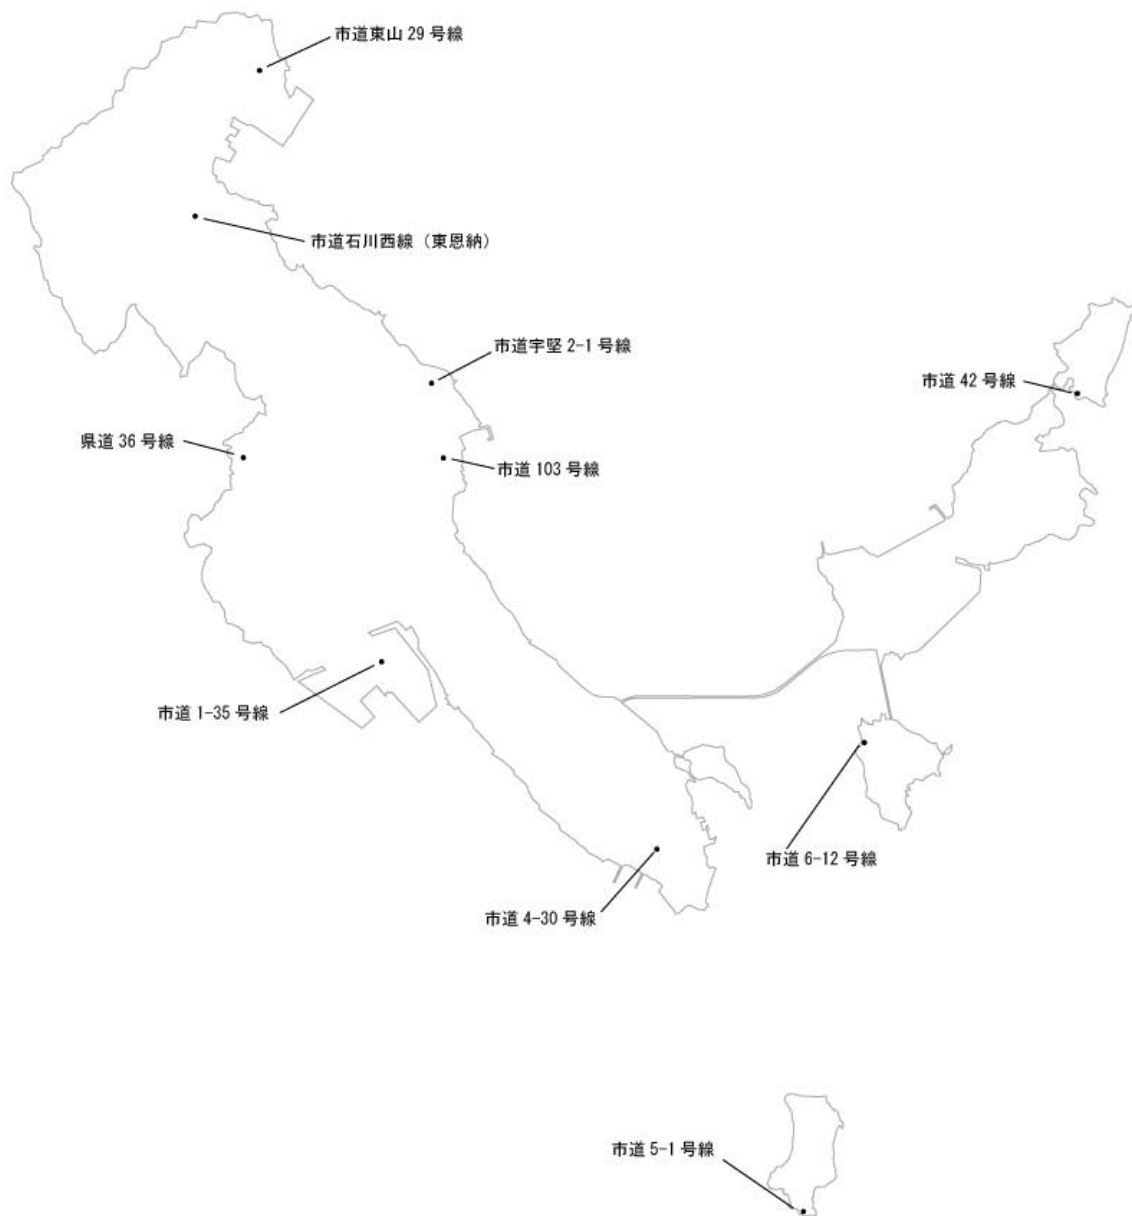 市道東山 29 号線
市道石川西線（東恩納）
市道宇堅 2-1 号線
市道 42 号線
県道 36 号線
市道 103 号線
市道 1-35 号線
市道 6-12 号線
市道 4-30 号線
市道 5-1 号線